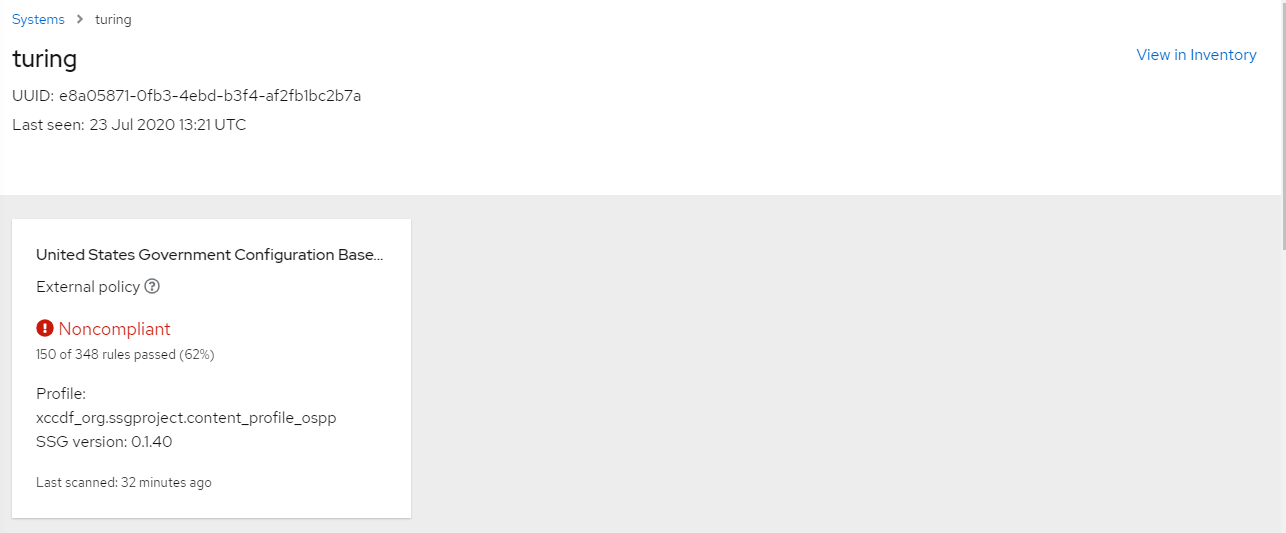 Systems > turing
turing
View in Inventory
UUID: e8a05871-0fb3-4ebd-b3f4-af2fb1bc2b7a
Last seen: 23 Jul 2020 13:21 UTC
United States Government Configuration Base...
External policy
Noncompliant
150 of 348 rules passed (62%)
Profile:
xccdf_org.ssgproject.content_profile_ospp
SSG version: 0.1.40
Last scanned: 32 minutes ago